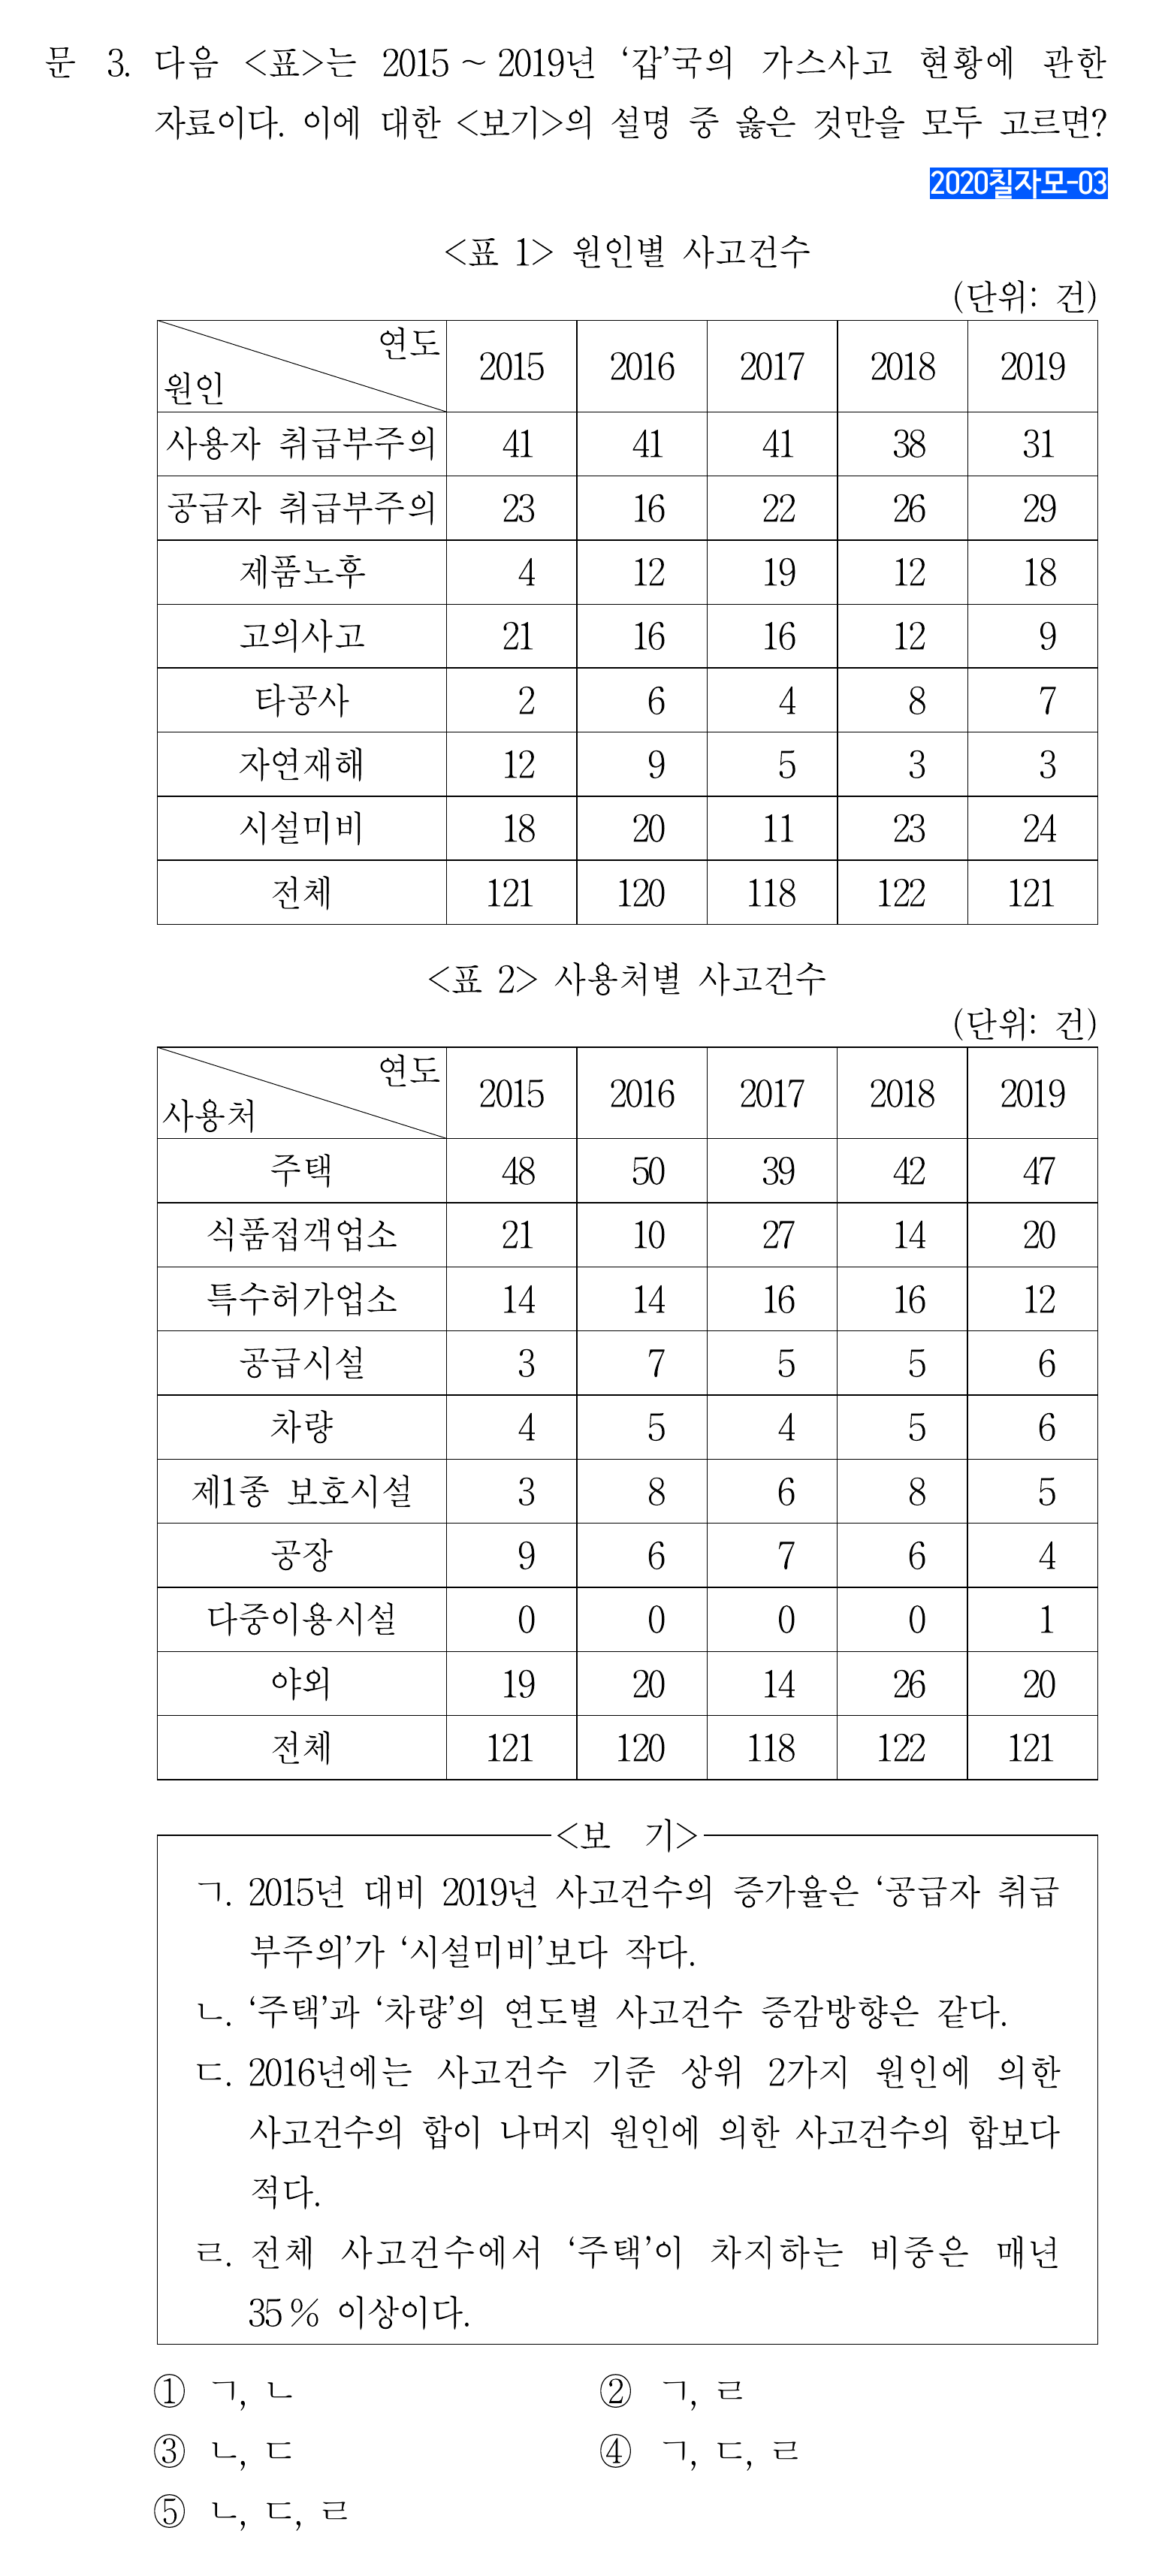 문 3. 다음 <표>는 2015 ~ 2019년 ‘갑’국의 가스사고 현황에 관한
자료이다. 이에 대한 <보기>의 설명 중 옳은 것만을 모두 고르면?
2020칠자모-03
<표 1> 원인별 사고건수
(단위: 건)
연도
원인
2015 2016 2017 2018 2019
사용자 취급부주의 41 41 41 38 31
공급자 취급부주의 23 16 22 26 29
제품노후 4 12 19 12 18
고의사고 21 16 16 12 9
타공사 2 6 4 8 7
자연재해 12 9 5 3 3
시설미비 18 20 11 23 24
전체 121 120 118 122 121
<표 2> 사용처별 사고건수
(단위: 건)
연도
사용처
2015 2016 2017 2018 2019
주택 48 50 39 42 47
식품접객업소 21 10 27 14 20
특수허가업소 14 14 16 16 12
공급시설 3 7 5 5 6
차량 4 5 4 5 6
제1종 보호시설 3 8 6 8 5
공장 9 6 7 6 4
다중이용시설 0 0 0 0 1
야외 19 20 14 26 20
전체 121 120 118 122 121
<보 기>
ㄱ. 2015년 대비 2019년 사고건수의 증가율은 ‘공급자 취급
부주의’가 ‘시설미비’보다 작다.
ㄴ. ‘주택’과 ‘차량’의 연도별 사고건수 증감방향은 같다.
ㄷ. 2016년에는 사고건수 기준 상위 2가지 원인에 의한
사고건수의 합이 나머지 원인에 의한 사고건수의 합보다
적다.
ㄹ. 전체 사고건수에서 ‘주택’이 차지하는 비중은 매년
35 % 이상이다.
① ㄱ, ㄴ ② ㄱ, ㄹ
③ ㄴ, ㄷ ④ ㄱ, ㄷ, ㄹ
⑤ ㄴ, ㄷ, ㄹ